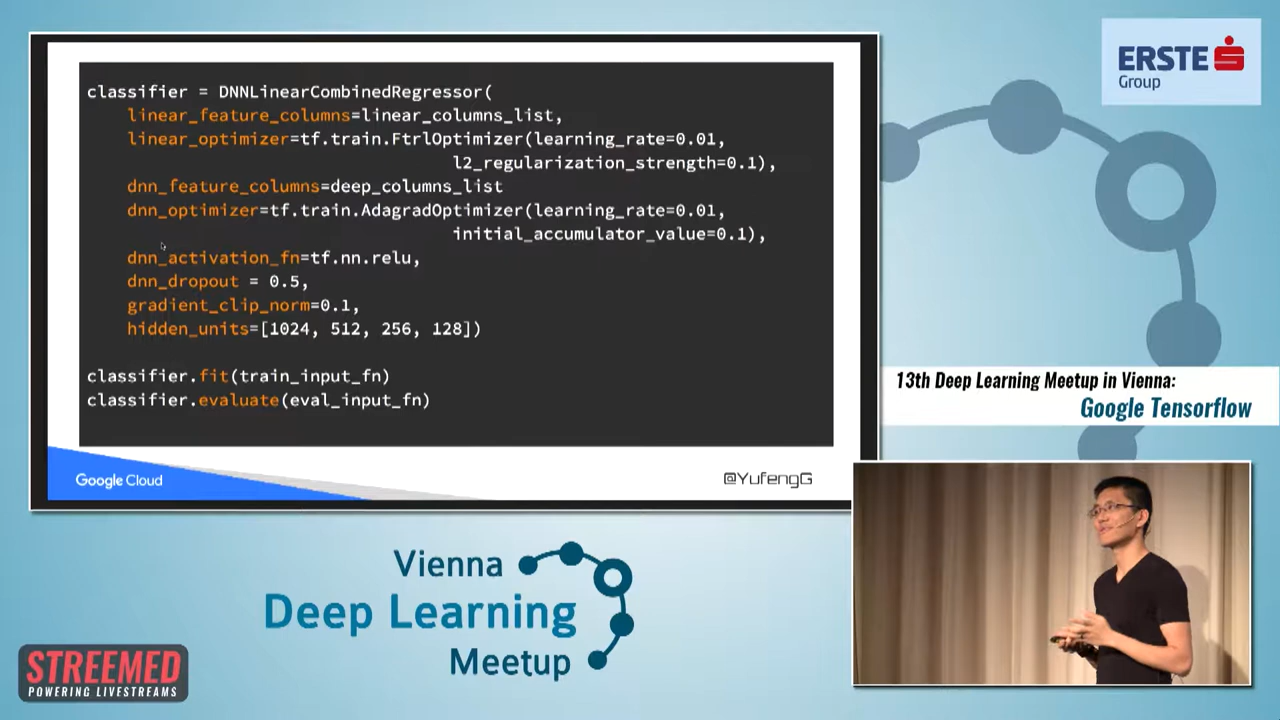 classifier = DNNLinearCombinedRegressor(
linear_feature_columns=linear_columns_list,
linear_optimizer=tf.train.FtrlOptimizer(learning_rate=0.01,
l2_regularization_strength=0.1),
dnn_feature_columns=deep_columns_list
dnn_optimizer=tf.train.AdagradOptimizer(learning_rate=0.01,
initial_accumulator_value=0.1),
dnn_activation_fn=tf.nn.relu,
dnn_dropout = 0.5,
gradient_clip_norm=0.1,
hidden_units=[1024, 512, 256, 128])
classifier.fit(train_input_fn)
classifier.evaluate(eval_input_fn)
Google Cloud
@YufengG
ERSTE
Group
13th Deep Learning Meetup in Vienna:
Google Tensorflow
Vienna
Deep Learning
Meetup
STREEMED
POWERING LIVESTREAMS